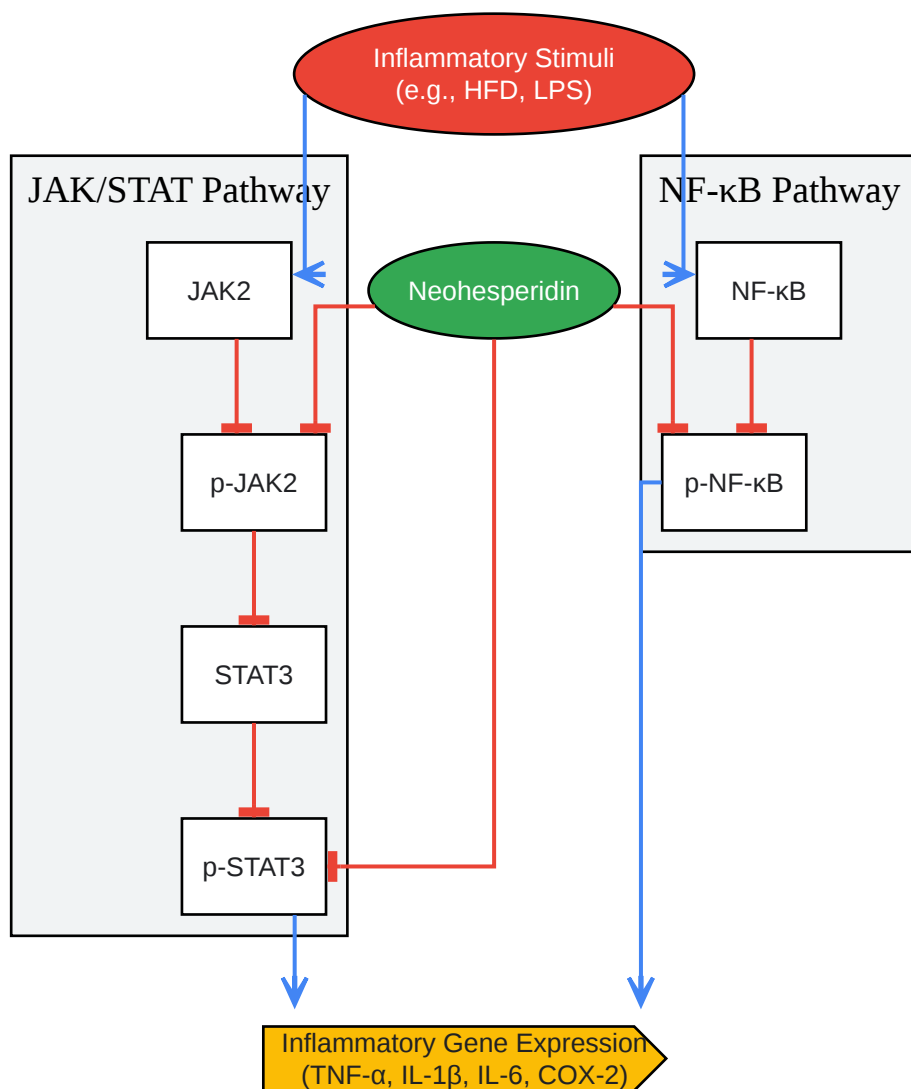 Inflammatory Stimuli
(e.g., HFD, LPS)
JAK/STAT Pathway
NF-κB Pathway
JAK2
Neohesperidin
NF-κB
p-JAK2
p-NF-κB
STAT3
p-STAT3
Inflammatory Gene Expression
(TNF-α, IL-1β, IL-6, COX-2)